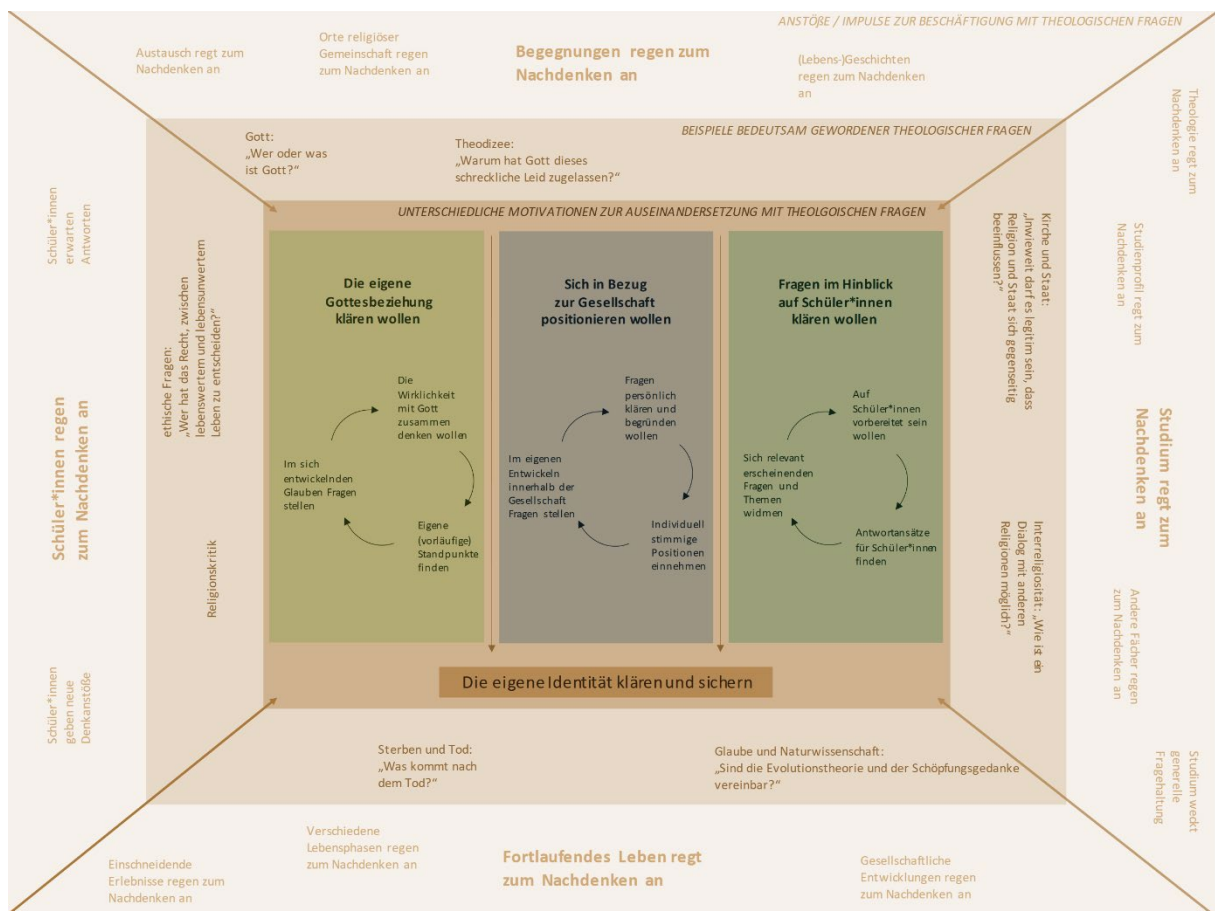 ANSTÖßE / IMPULSE ZUR BESCHÄFTIGUNG MIT THEOLOGISCHEN FRAGEN
Austausch regt zum
Nachdenken an
Orte religiöser
Gemeinschaft regen
zum Nachdenken an
Begegnungen regen zum
Nachdenken an
(Lebens-)Geschichten
regen zum Nachdenken
an
Schüler*innen
erwarten
Antworten
Schüler*innen regen
zum Nachdenken an
Schüler*innen
geben neue
Denkanstöße
BEISPIELE BEDEUTSAM GEWORDENER THEOLOGISCHER FRAGEN
Gott:
„Wer oder was
ist Gott?“
Theodizee:
„Warum hat Gott dieses
schreckliche Leid zugelassen?“
ethische Fragen:
„Wer hat das Recht, zwischen
lebenswertem und lebensunwertem
Leben zu entscheiden?“
Religionskritik
UNTERSCHIEDLICHE MOTIVATIONEN ZUR AUSEINANDERSETZUNG MIT THEOLGOISCHEN FRAGEN
Die eigene
Gottesbeziehung
klären wollen
Die
Wirklichkeit
mit Gott
zusammen
denken wollen
Im sich
entwickelnden
Glauben Fragen
stellen
Eigene
(vorläufige)
Standpunkte
finden
Sich in Bezug
zur Gesellschaft
positionieren wollen
Fragen
persönlich
klären und
begründen
wollen
Im eigenen
Entwickeln
innerhalb der
Gesellschaft
Fragen stellen
Individuell
stimmige
Positionen
einnehmen
Fragen im Hinblick
auf Schüler*innen
klären wollen
Auf
Schüler*innen
vorbereitet sein
wollen
Sich relevant
erscheinenden
Fragen und
Themen
widmen
Antwortansätze
für Schüler*innen
finden
Die eigene Identität klären und sichern
Kirche und Staat:
„Inwieweit darf es legitim sein, dass
Religion und Staat sich gegenseitig
beeinflussen?“
Interreligiosität: „Wie ist ein
Dialog mit anderen
Religionen möglich?“
Sterben und Tod:
„Was kommt nach
dem Tod?“
Glaube und Naturwissenschaft:
„Sind die Evolutionstheorie und der Schöpfungsgedanke
vereinbar?“
Theologie regt zum
Nachdenken an
Studienprofil regt zum
Nachdenken an
Studium regt zum
Nachdenken an
Andere Fächer regen
zum Nachdenken an
Studium weckt
generelle
Fragehaltung
Einschneidende
Erlebnisse regen zum
Nachdenken an
Verschiedene
Lebensphasen regen
zum Nachdenken an
Fortlaufendes Leben regt
zum Nachdenken an
Gesellschaftliche
Entwicklungen regen
zum Nachdenken an